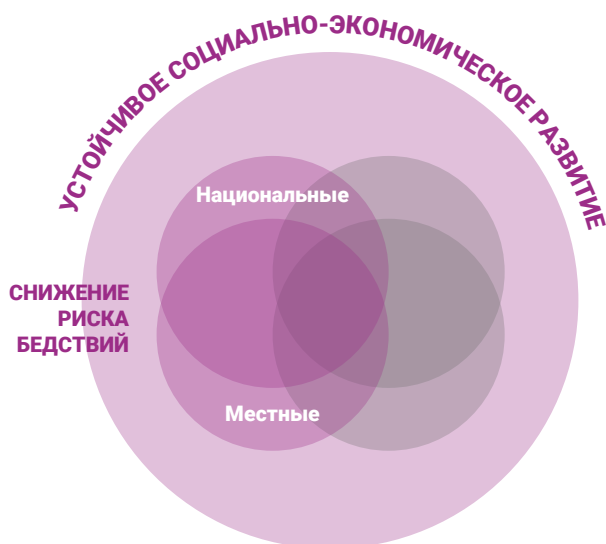 УСТОЙЧИВОЕ СОЦИАЛЬНО-ЭКОНОМИЧЕСКОЕ РАЗВИТИЕ
Национальные
СНИЖЕНИЕ
РИСКА
БЕДСТВИЙ
Местные